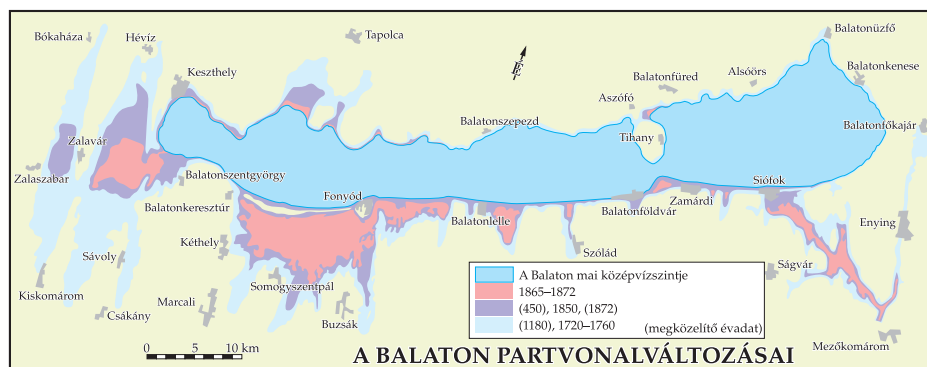 Bókaháza
Hévíz
Tapolca
Balatonfűzfő
Keszthely
É
Balatonfüred
Alsóörs
Balatonkenese
Aszófő
Balatonszepezd
Balatonfőkajár
Tihany
Zalavár
Zalaszabar
Balatonszentgyörgy
Siófok
Fonyód
Zamárdi
Balatonkeresztúr
Balatonlelle
Balatonföldvár
Enying
Kéthely
Szólád
Sávoly
Ságvár
A Balaton mai középvízszintje
Somogyszentpál
1865–1872
Kiskomárom
Marcali
(450), 1850, (1872)
Csákány
Buzsák
(1180), 1720–1760 (megközelítő évadat)
Mezőkomárom
0 5 10 km
A BALATON PARTVONALVÁLTOZÁSAI